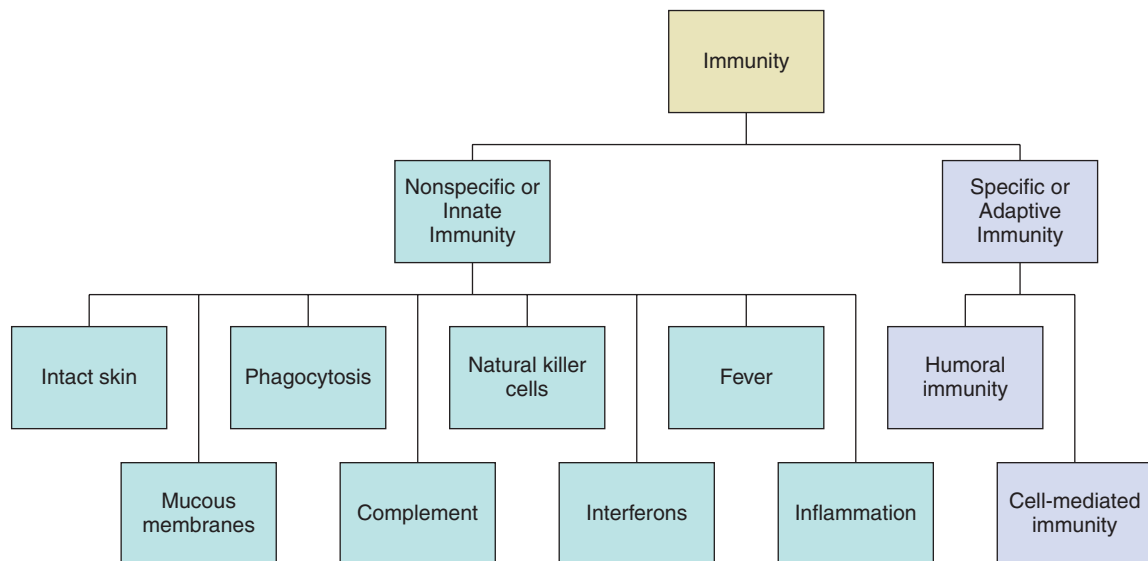 Immunity
Nonspecific or
Innate
Immunity
Specific or
Adaptive
Immunity
Intact skin
Phagocytosis
Natural killer
cells
Fever
Humoral
immunity
Mucous
membranes
Complement
Interferons
Inflammation
Cell-mediated
immunity